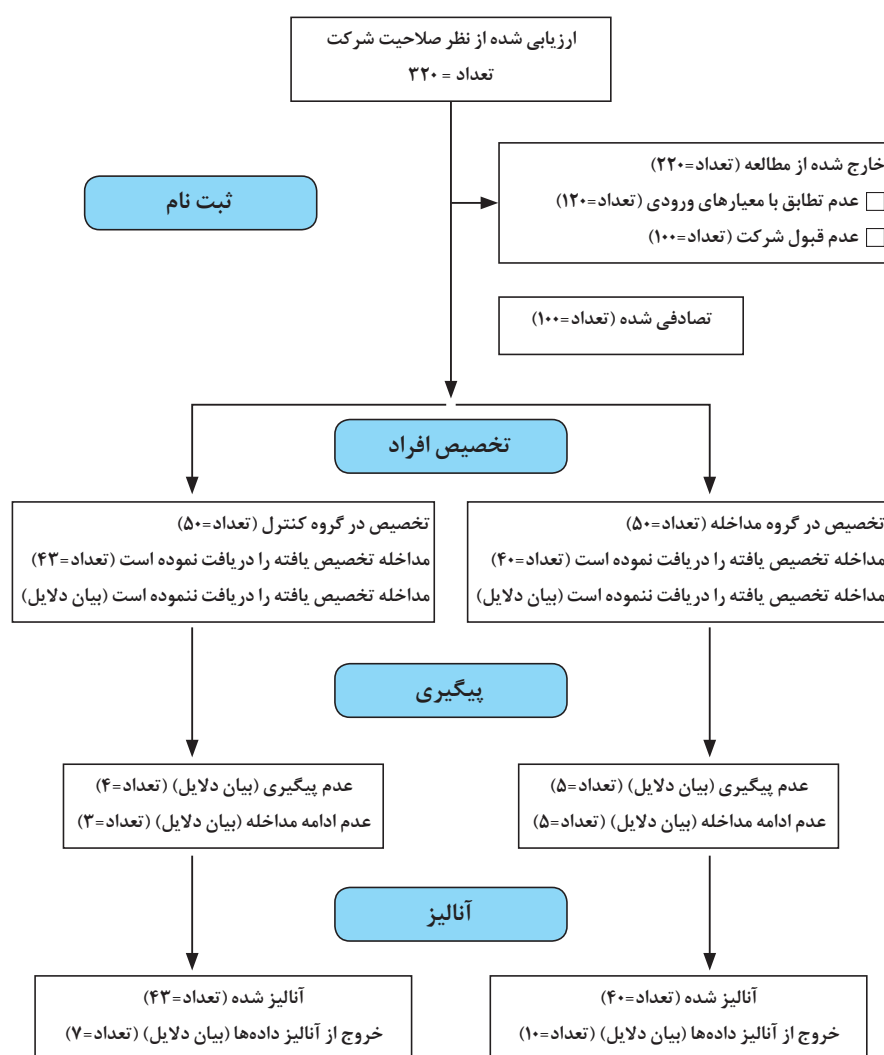 ارزیابی شده از نظر صلاحیت شرکت
تعداد = ۳۲۰
خارج شده از مطالعه (تعداد=۲۲۰)
عدم تطابق با معیارهای ورودی (تعداد=۱۲۰)
عدم قبول شرکت (تعداد=۱۰۰)
ثبت نام
تصادفی شده (تعداد=۱۰۰)
تخصیص افراد
تخصیص در گروه مداخله (تعداد=۵۰)
مداخله تخصیص یافته را دریافت نموده است (تعداد=۴۰)
مداخله تخصیص یافته را دریافت ننموده است (بیان دلایل)
تخصیص در گروه کنترل (تعداد=۵۰)
مداخله تخصیص یافته را دریافت نموده است (تعداد=۴۳)
مداخله تخصیص یافته را دریافت ننموده است (بیان دلایل)
پیگیری
عدم پیگیری (بیان دلایل) (تعداد=۵)
عدم ادامه مداخله (بیان دلایل) (تعداد=۵)
عدم پیگیری (بیان دلایل) (تعداد=۴)
عدم ادامه مداخله (بیان دلایل) (تعداد=۳)
آنالیز
آنالیز شده (تعداد=۴۰)
خروج از آنالیز داده‌ها (بیان دلایل) (تعداد=۱۰)
آنالیز شده (تعداد=۴۳)
خروج از آنالیز داده‌ها (بیان دلایل) (تعداد=۷)